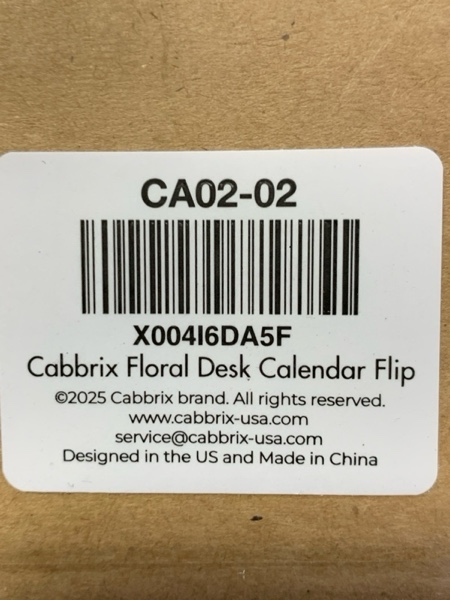 CA02-02
X004I6DA5F
Cabbrix Floral Desk Calendar Flip
©2025 Cabbrix brand. All rights reserved.
www.cabbrix-usa.com
service@cabbrix-usa.com
Designed in the US and Made in China